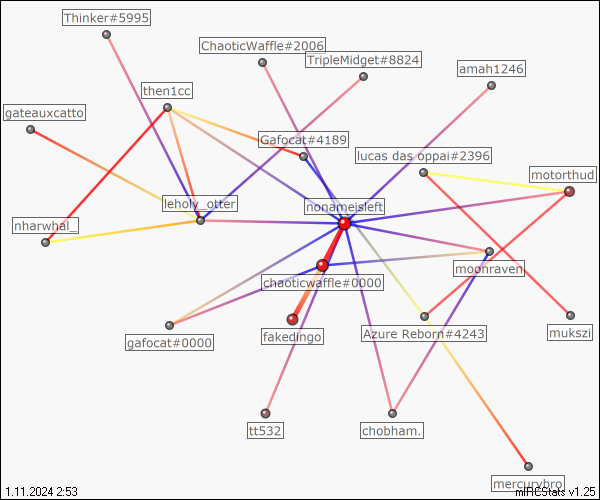 Thinker#5995
ChaoticWaffle#2006
TripleMidget#8824
amah1246
then1cc
gateauxcatto
Gafocat#4189
lucas das oppai#2396
motorthud
leholy_otter
nonameisleft
nharwhal_
moonraven
chaoticwaffle#0000
gafocat#0000
fakedingo
Azure Reborn#4243
mukszi
tt532
chobham.
mercurybro
1.11.2024 2:53
mIRCStats v1.25